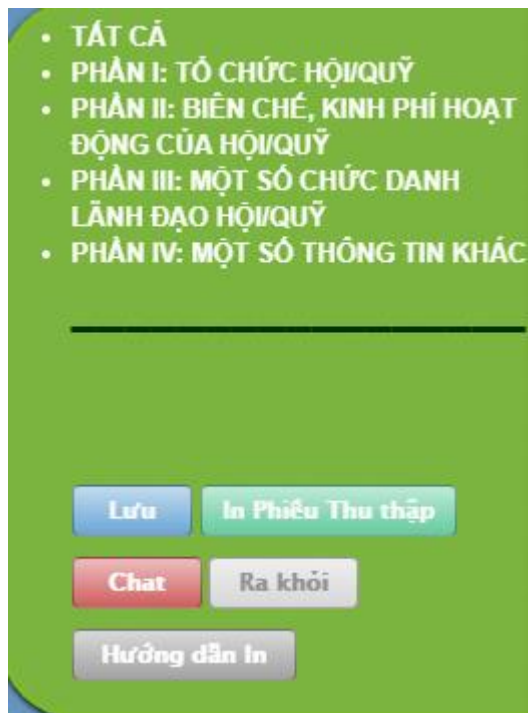 TẤT CẢ
PHẦN I: TỔ CHỨC HỘI/QUỸ
PHẦN II: BIÊN CHẾ, KINH PHÍ HOẠT
ĐỘNG CỦA HỘI/QUỸ
PHẦN III: MỘT SỐ CHỨC DANH
LÃNH ĐẠO HỘI/QUỸ
PHẦN IV: MỘT SỐ THÔNG TIN KHÁC
Lưu In Phiếu Thu thập
Chat Ra khỏi
Hướng dẫn In